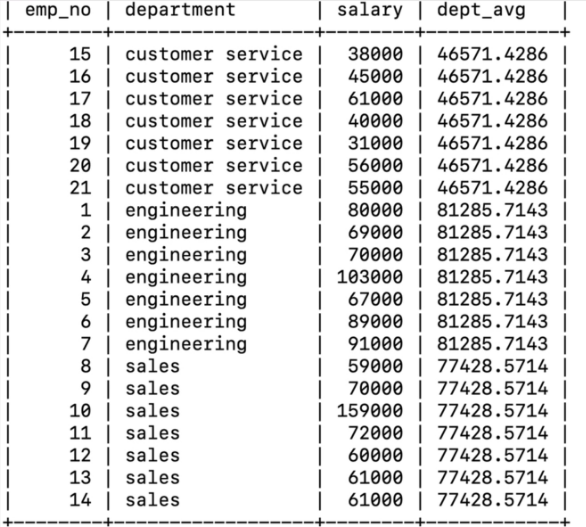 | emp_no | department | salary | dept_avg |
+--------+------------------+--------+------------+
| 15 | customer service | 38000 | 46571.4286 |
| 16 | customer service | 45000 | 46571.4286 |
| 17 | customer service | 61000 | 46571.4286 |
| 18 | customer service | 40000 | 46571.4286 |
| 19 | customer service | 31000 | 46571.4286 |
| 20 | customer service | 56000 | 46571.4286 |
| 21 | customer service | 55000 | 46571.4286 |
| 1 | engineering | 80000 | 81285.7143 |
| 2 | engineering | 69000 | 81285.7143 |
| 3 | engineering | 70000 | 81285.7143 |
| 4 | engineering | 103000 | 81285.7143 |
| 5 | engineering | 67000 | 81285.7143 |
| 6 | engineering | 89000 | 81285.7143 |
| 7 | engineering | 91000 | 81285.7143 |
| 8 | sales | 59000 | 77428.5714 |
| 9 | sales | 70000 | 77428.5714 |
| 10 | sales | 159000 | 77428.5714 |
| 11 | sales | 72000 | 77428.5714 |
| 12 | sales | 60000 | 77428.5714 |
| 13 | sales | 61000 | 77428.5714 |
| 14 | sales | 61000 | 77428.5714 |
+--------+------------------+--------+------------+